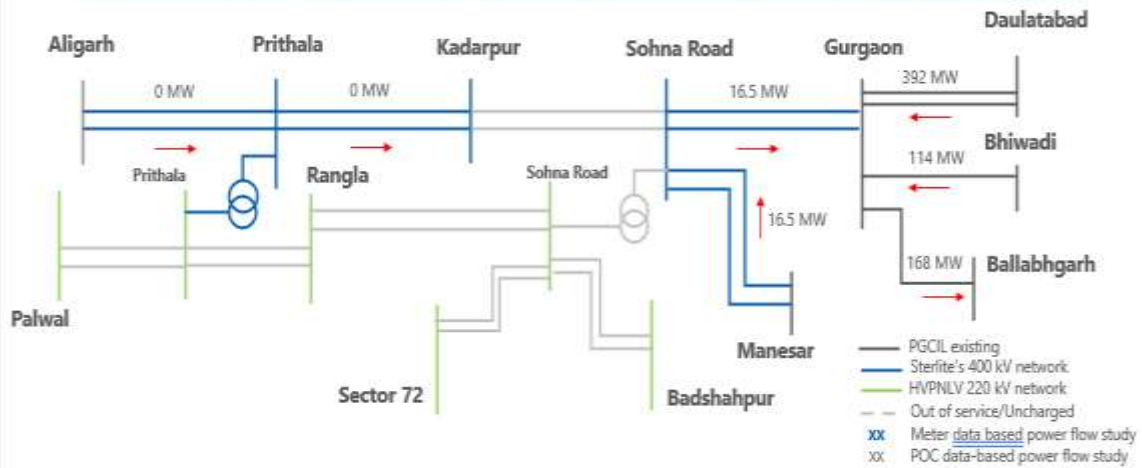 Daulatabad
Aligarh
Prithala
Kadarpur
Sohna Road
Gurgaon
0 MW
0 MW
16.5 MW
392 MW
Bhiwadi
114 MW
Prithala
Rangla
Sohna Road
16.5 MW
168 MW
Ballabhgarh
Palwal
Manesar
Sector 72
Badshahpur
PGCIL existing
Sterlite's 400 kV network
HVPNLV 220 kV network
Out of service/Uncharged
xx Meter data based power flow study
xx POC data-based power flow study